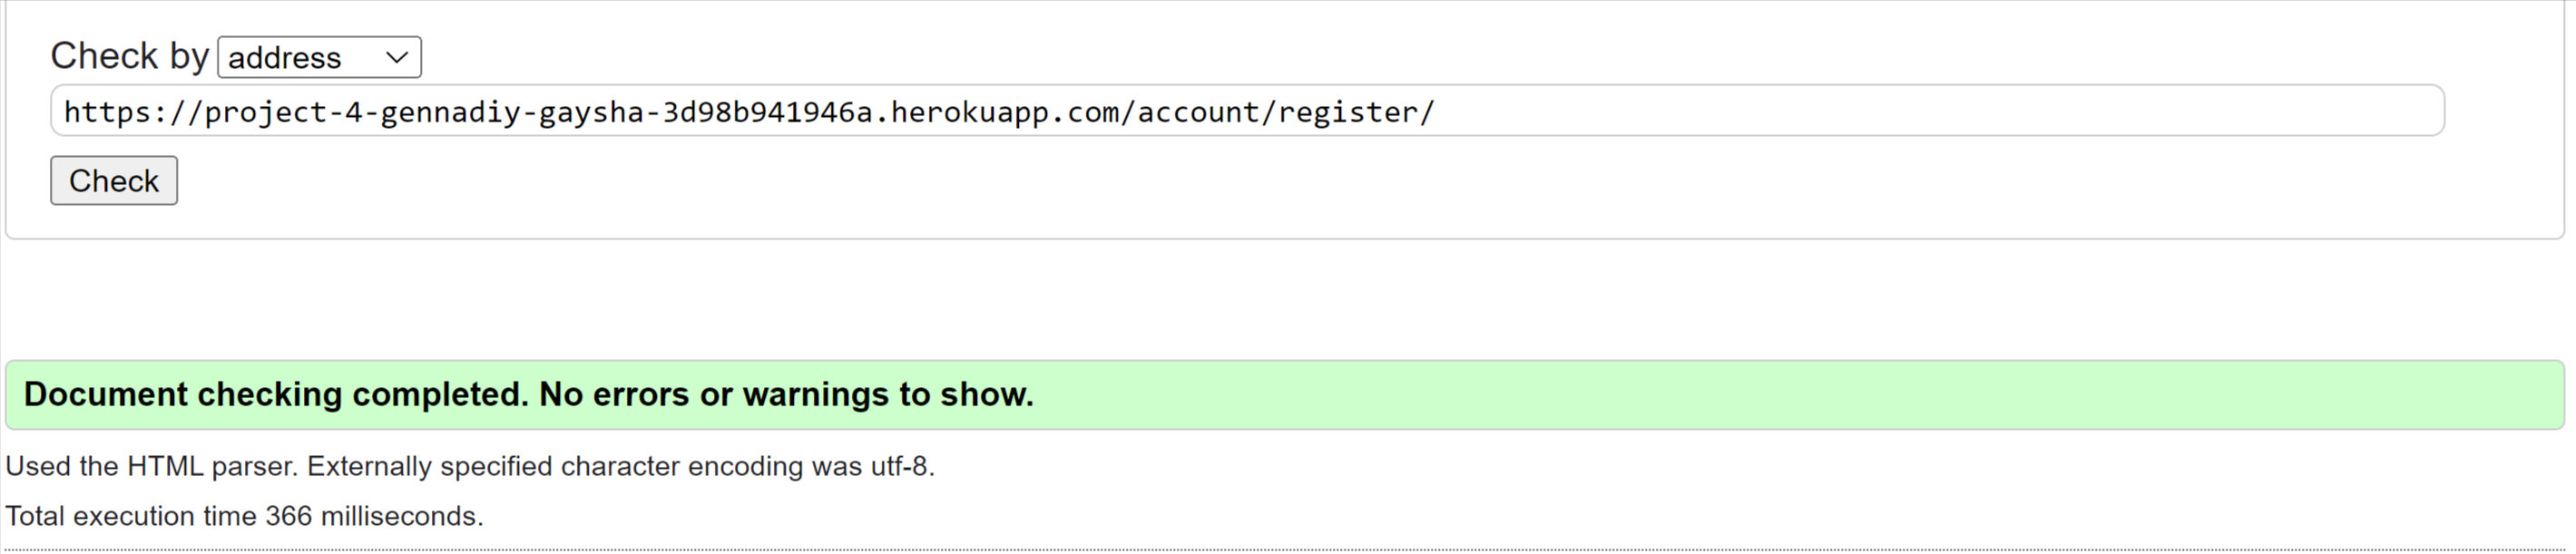 Check by address
https://project-4-gennadiy-gaysha-3d98b941946a.herokuapp.com/account/register/
Check
Document checking completed. No errors or warnings to show.
Used the HTML parser. Externally specified character encoding was utf-8.
Total execution time 366 milliseconds.